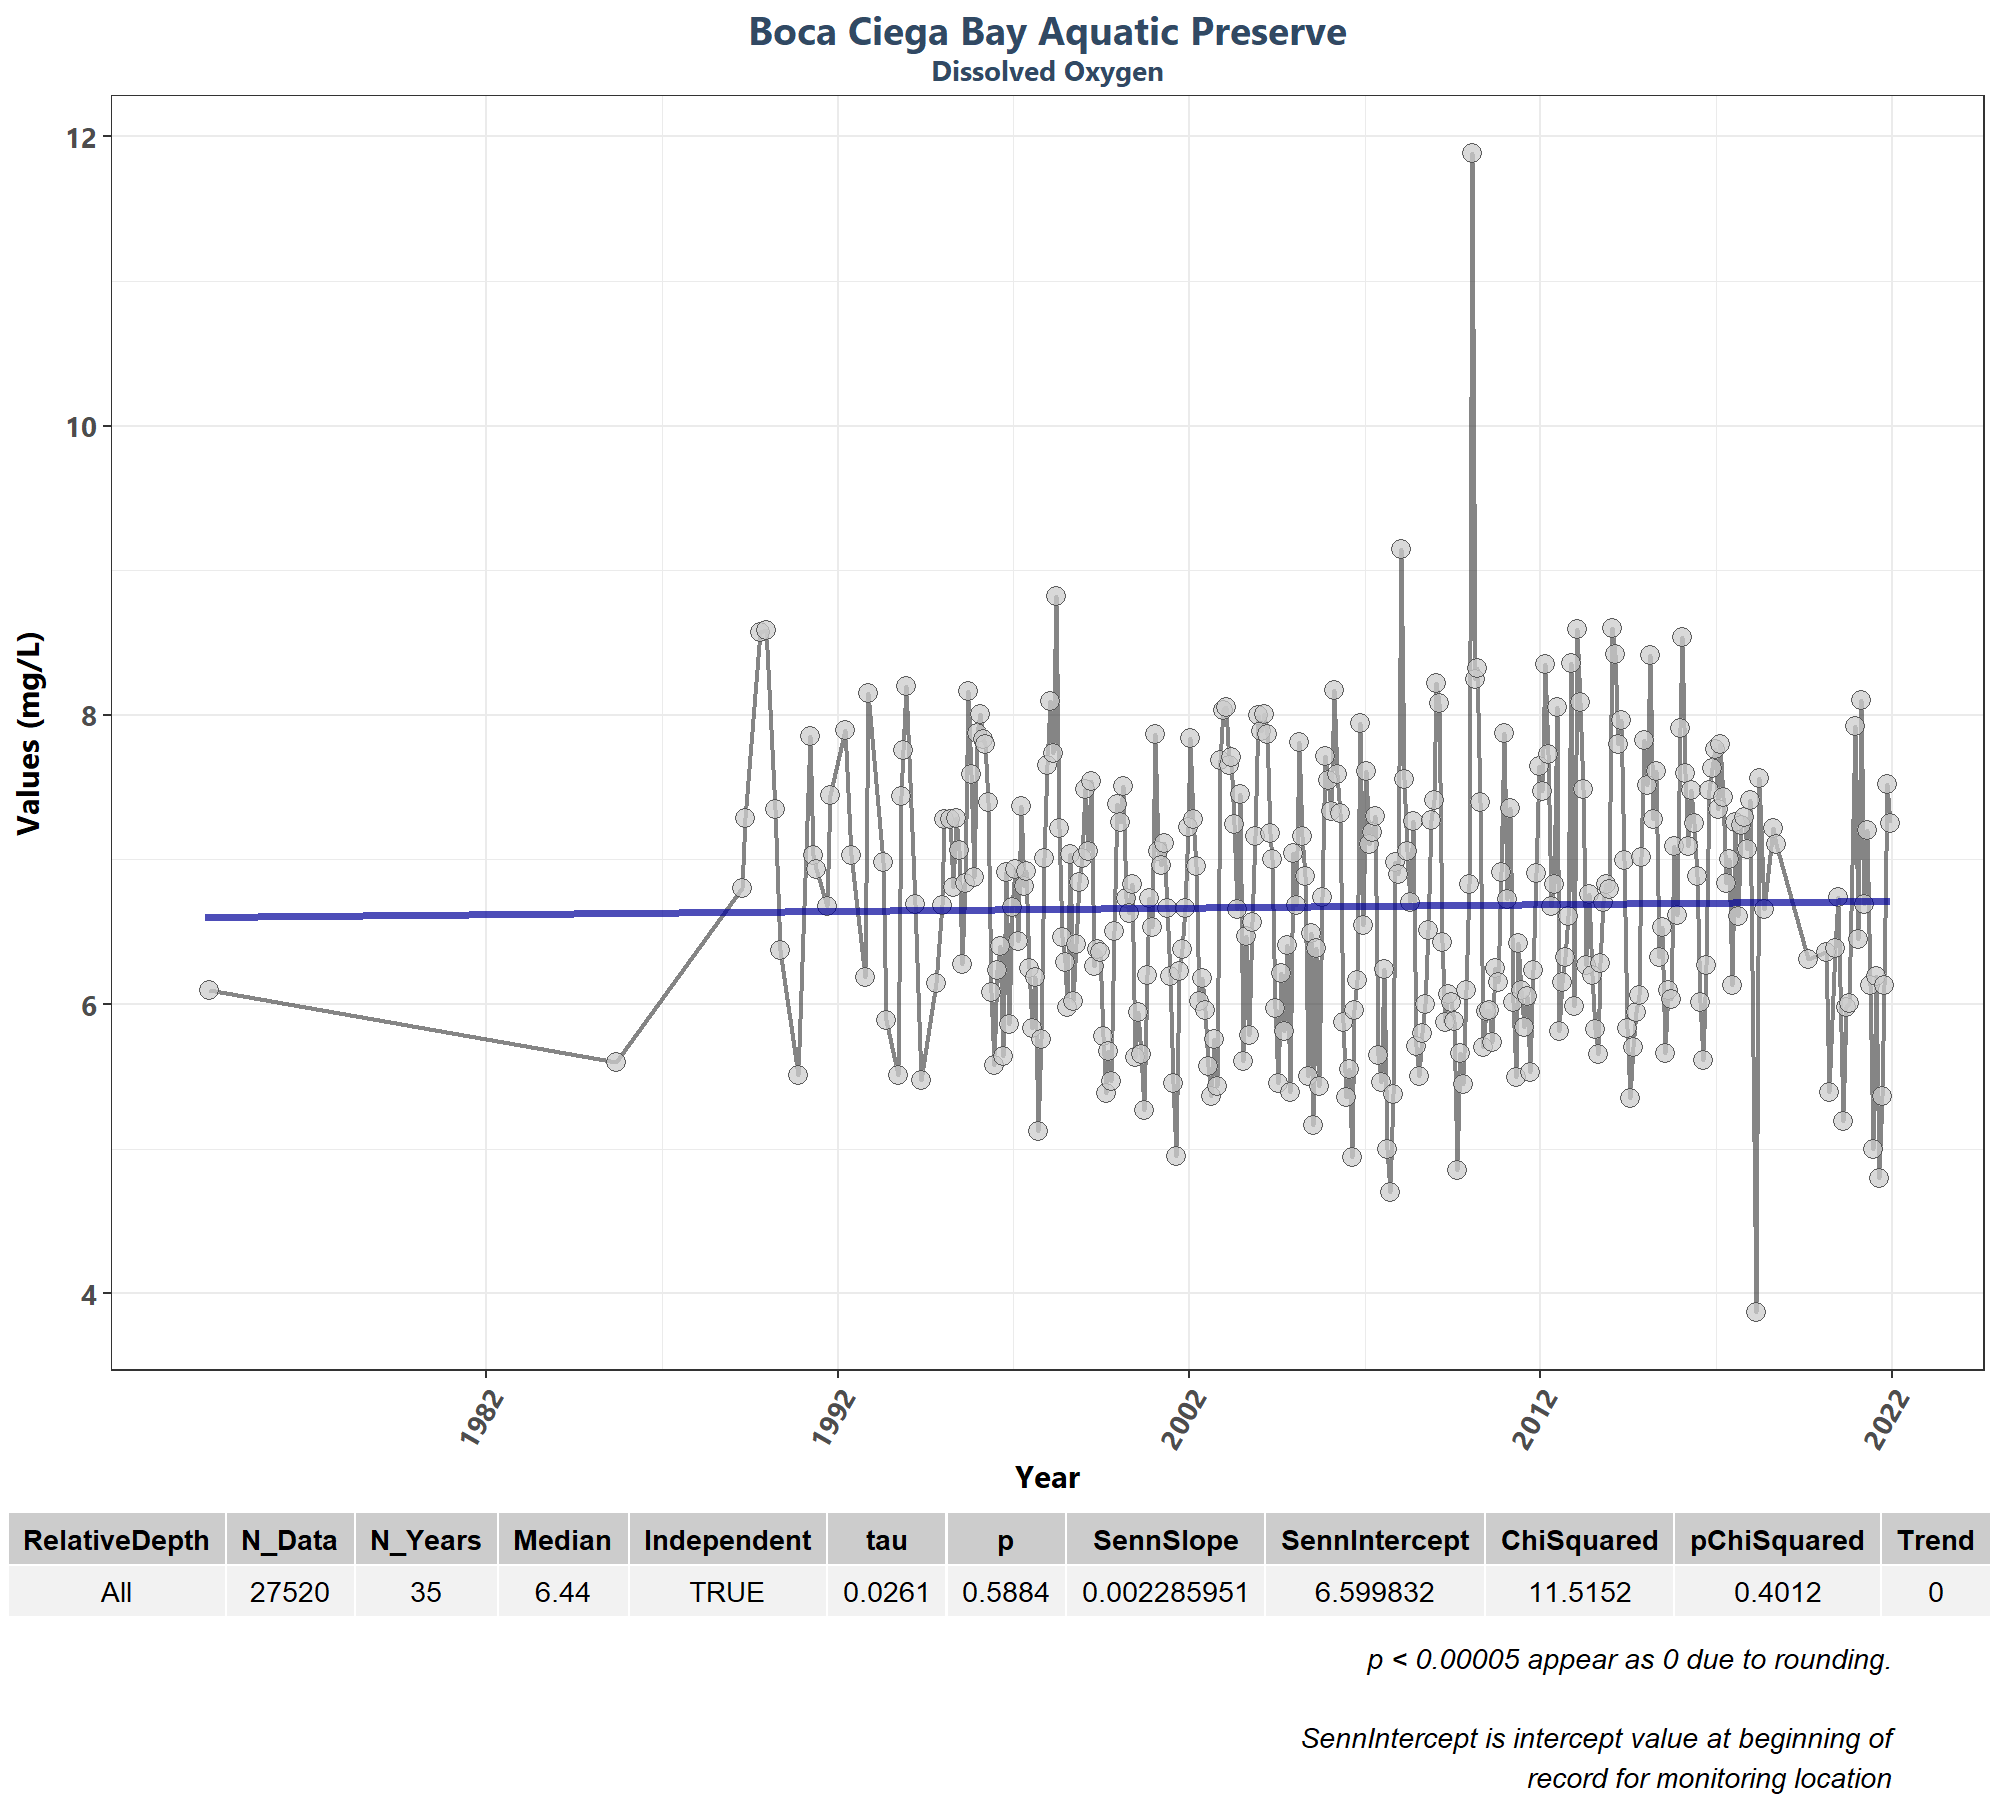 Boca Ciega Bay Aquatic Preserve
Dissolved Oxygen
Values (mg/L)
12
10
8
6
4
1982
1992
2002
2012
2022
Year
RelativeDepth N_Data N_Years Median Independent tau p SennSlope SennIntercept ChiSquared pChiSquared Trend
All 27520 35 6.44 TRUE 0.0261 0.5884 0.002285951 6.599832 11.5152 0.4012 0
p < 0.00005 appear as 0 due to rounding.
SennIntercept is intercept value at beginning of
record for monitoring location